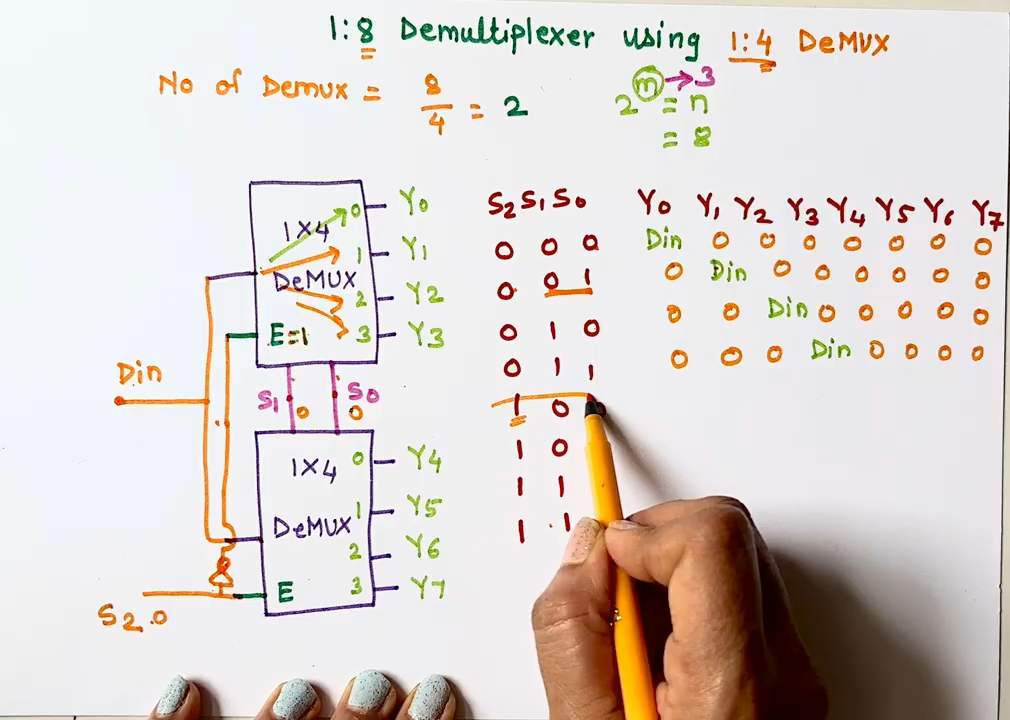 1:8 Demultiplexer using 1:4 DeMUX
No of Demux = 8/4 = 2
2^m = n
m → 3
= 8
0 Y0
1X4
1 Y1
DeMUX
2 Y2
E=1 3 Y3
Din
S1 0 S0 0
1X4 0 Y4
1 Y5
DeMUX
2 Y6
E 3 Y7
S2.0
S2 S1 S0 Y0 Y1 Y2 Y3 Y4 Y5 Y6 Y7
0 0 0 Din 0 0 0 0 0 0 0
0 0 1 0 Din 0 0 0 0 0 0
0 1 0 0 0 Din 0 0 0 0 0
0 1 1 0 0 0 Din 0 0 0 0
1 0
1 0
1 1
1 1